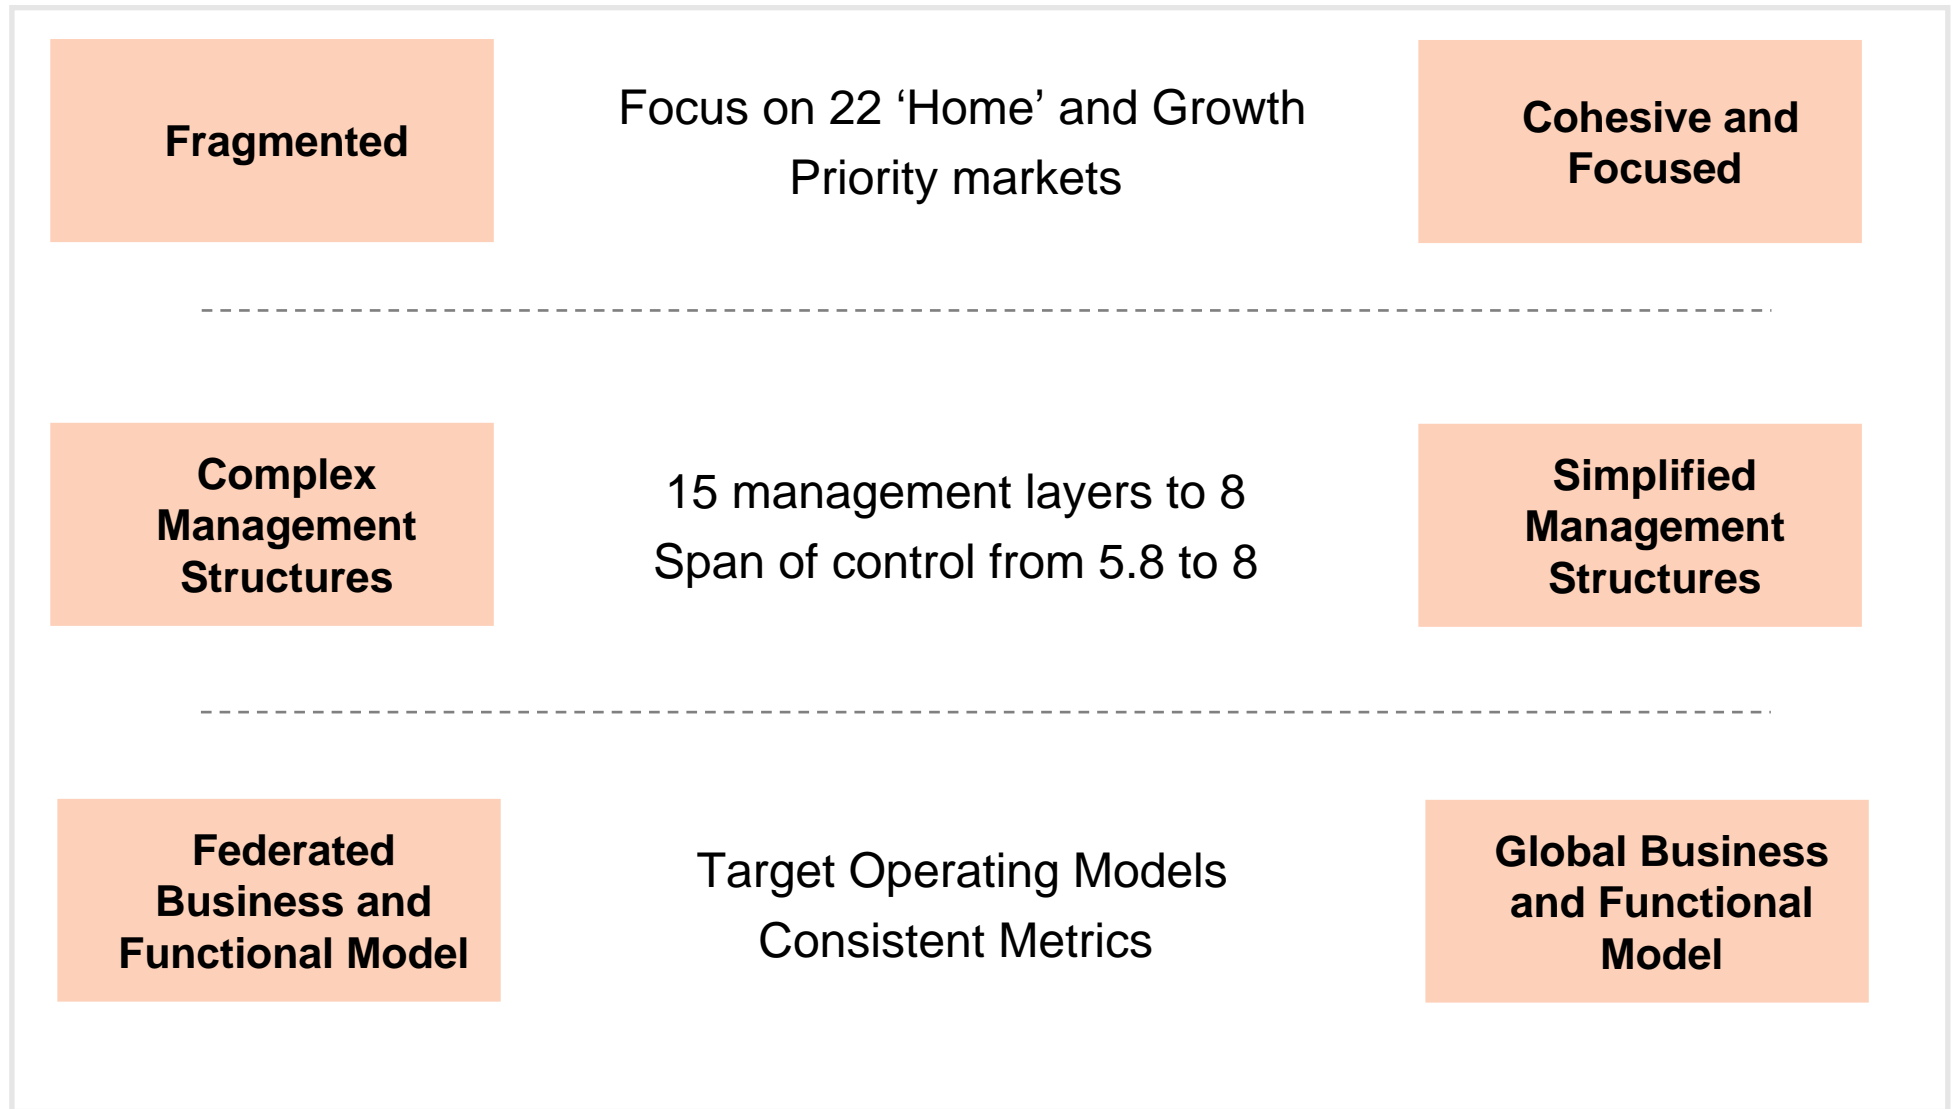 Fragmented
Focus on 22 ‘Home’ and Growth
Priority markets
Cohesive and
Focused
Complex
Management
Structures
15 management layers to 8
Span of control from 5.8 to 8
Simplified
Management
Structures
Federated
Business and
Functional Model
Target Operating Models
Consistent Metrics
Global Business
and Functional
Model